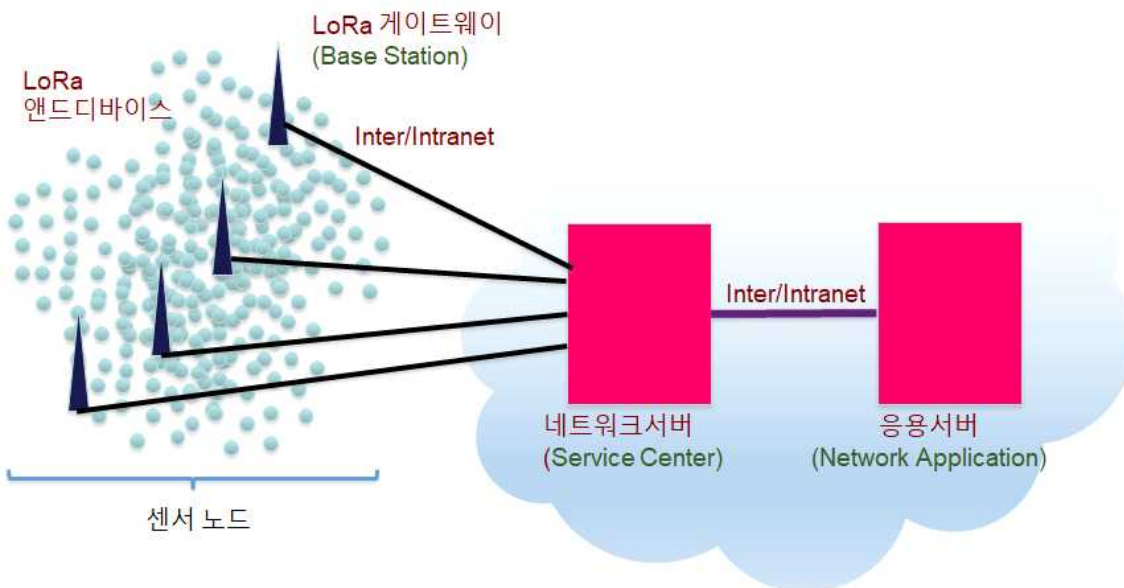 LoRa 게이트웨이
(Base Station)
LoRa
앤드디바이스
Inter/Intranet
Inter/Intranet
네트워크서버
(Service Center)
응용서버
(Network Application)
센서 노드